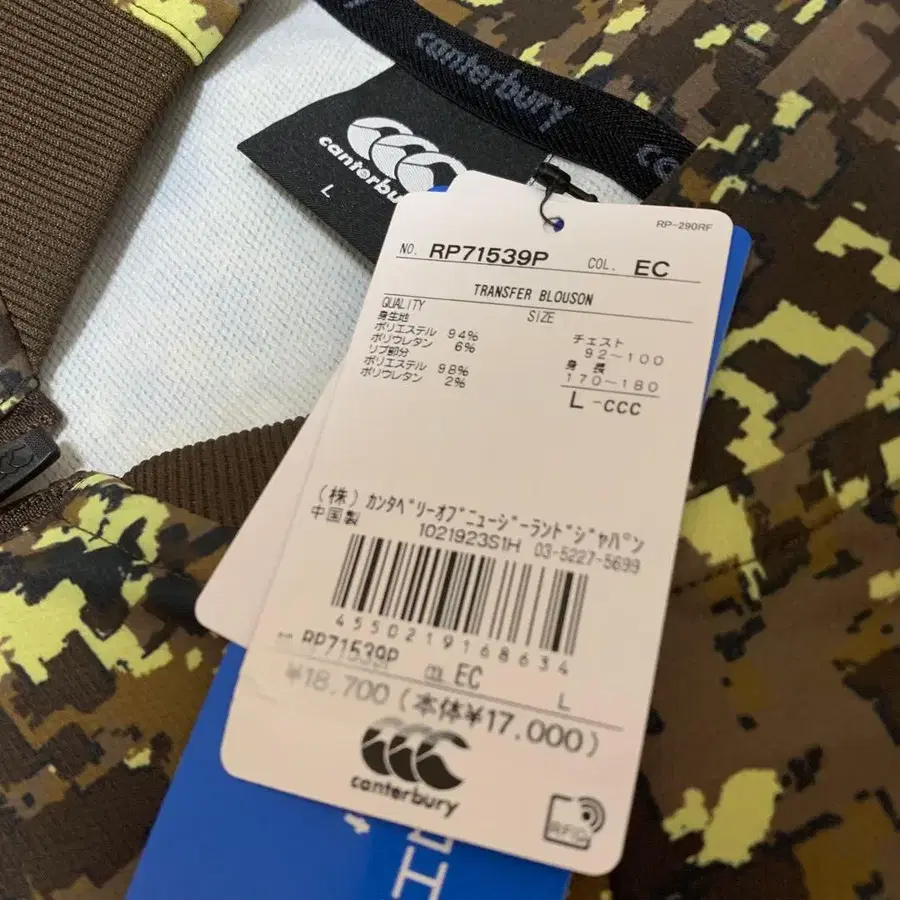 canterbury
canterbury
L
RP-290RF
NO. RP71539P COL. EC
TRANSFER BLOUSON
QUALITY SIZE
身生地
ポリエステル 94%
ポリウレタン 6%
リブ部分
ポリエステル 98%
ポリウレタン 2%
チェスト
92～100
身長
170～180
L -CCC
(株) ｶﾝﾀﾍﾞﾘｰｵﾌﾞﾆｭｰｼﾞｰﾗﾝﾄﾞｼﾞｬﾊﾟﾝ
中国製
1021923S1H 03-5227-5699
4550219168634
RP71539P EC L
¥18,700 (本体¥17,000)
canterbury
RFID